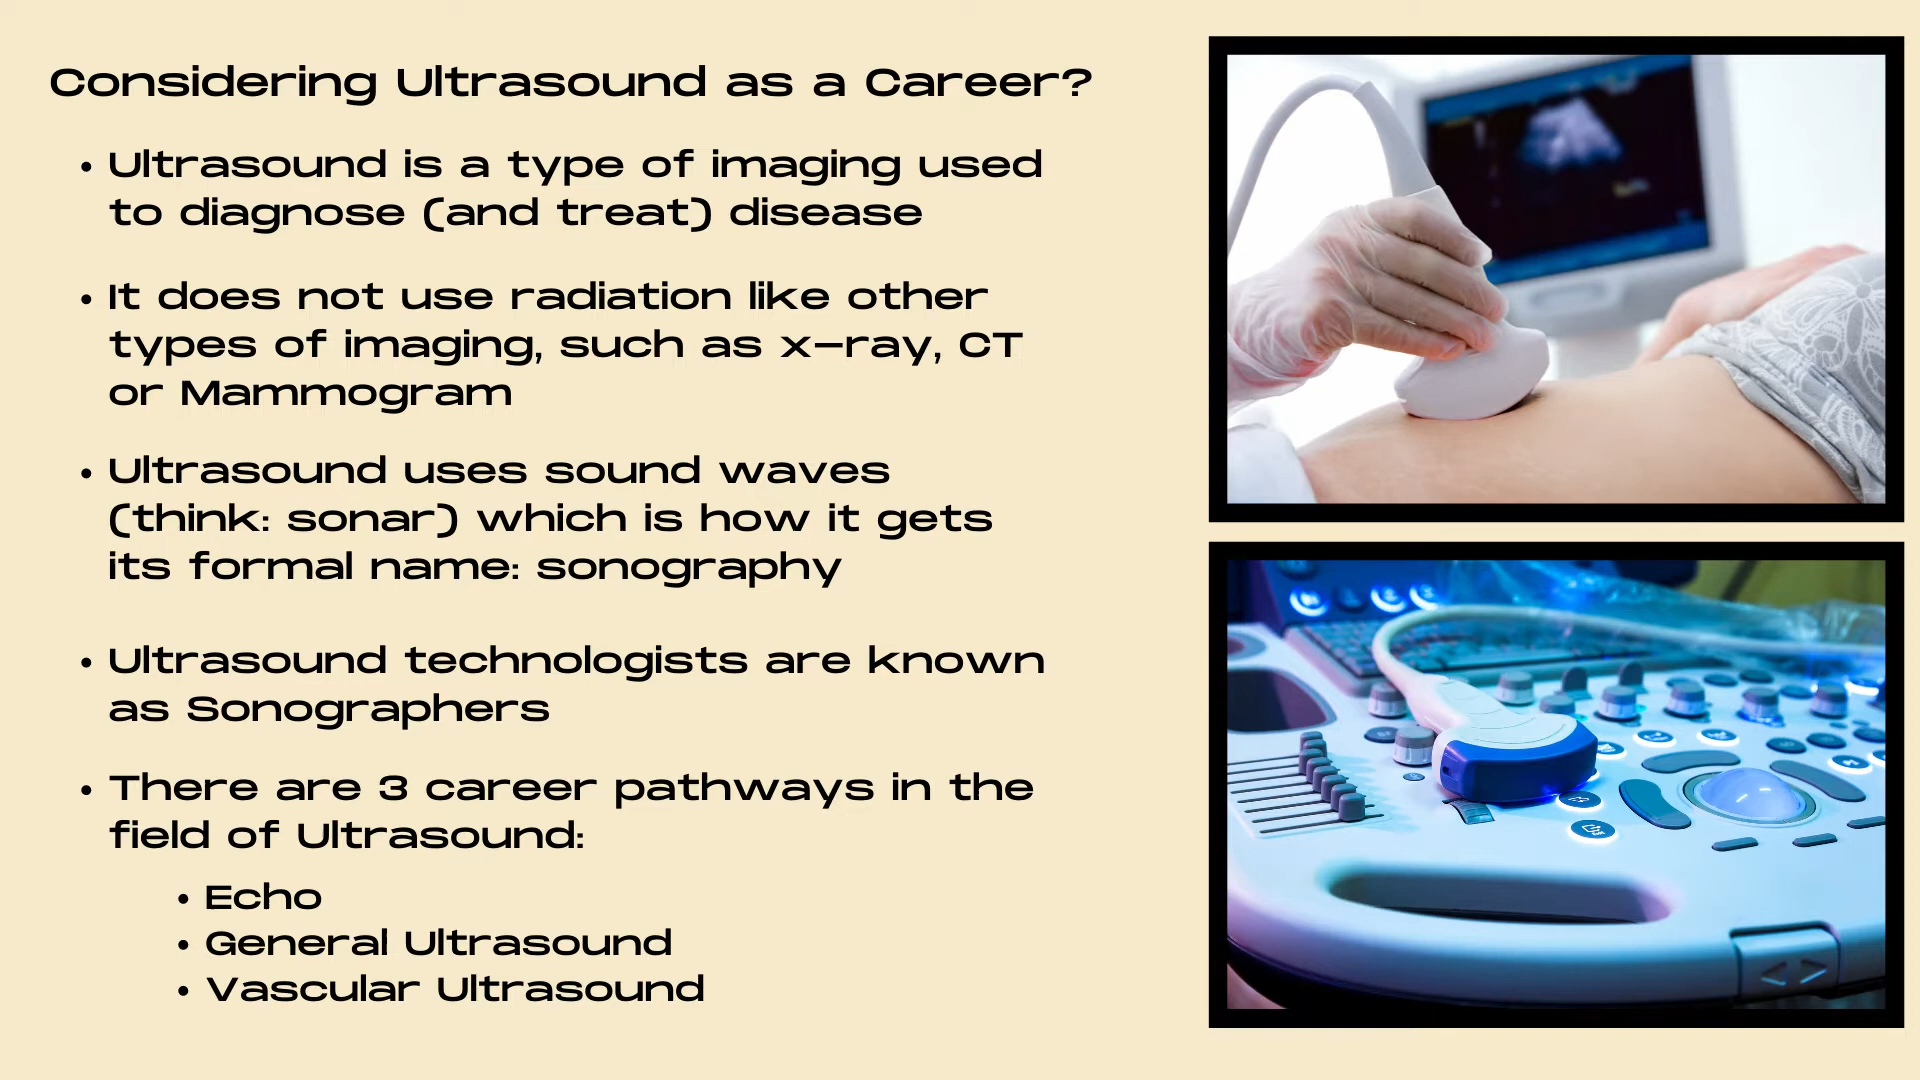 Considering Ultrasound as a Career?
• Ultrasound is a type of imaging used
to diagnose (and treat) disease
• It does not use radiation like other
types of imaging, such as x-ray, CT
or Mammogram
• Ultrasound uses sound waves
(think: sonar) which is how it gets
its formal name: sonography
• Ultrasound technologists are known
as Sonographers
• There are 3 career pathways in the
field of Ultrasound:
• Echo
• General Ultrasound
• Vascular Ultrasound